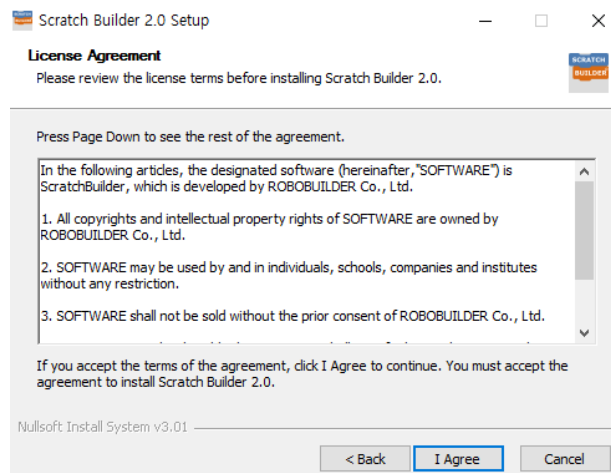 Scratch Builder 2.0 Setup
License Agreement
Please review the license terms before installing Scratch Builder 2.0.
SCRATCH
BUILDER
Press Page Down to see the rest of the agreement.
In the following articles, the designated software (hereinafter,"SOFTWARE") is
ScratchBuilder, which is developed by ROBOBUILDER Co., Ltd.
1. All copyrights and intellectual property rights of SOFTWARE are owned by
ROBOBUILDER Co., Ltd.
2. SOFTWARE may be used by and in individuals, schools, companies and institutes
without any restriction.
3. SOFTWARE shall not be sold without the prior consent of ROBOBUILDER Co., Ltd.
If you accept the terms of the agreement, click I Agree to continue. You must accept the
agreement to install Scratch Builder 2.0.
Nullsoft Install System v3.01
< Back
I Agree
Cancel